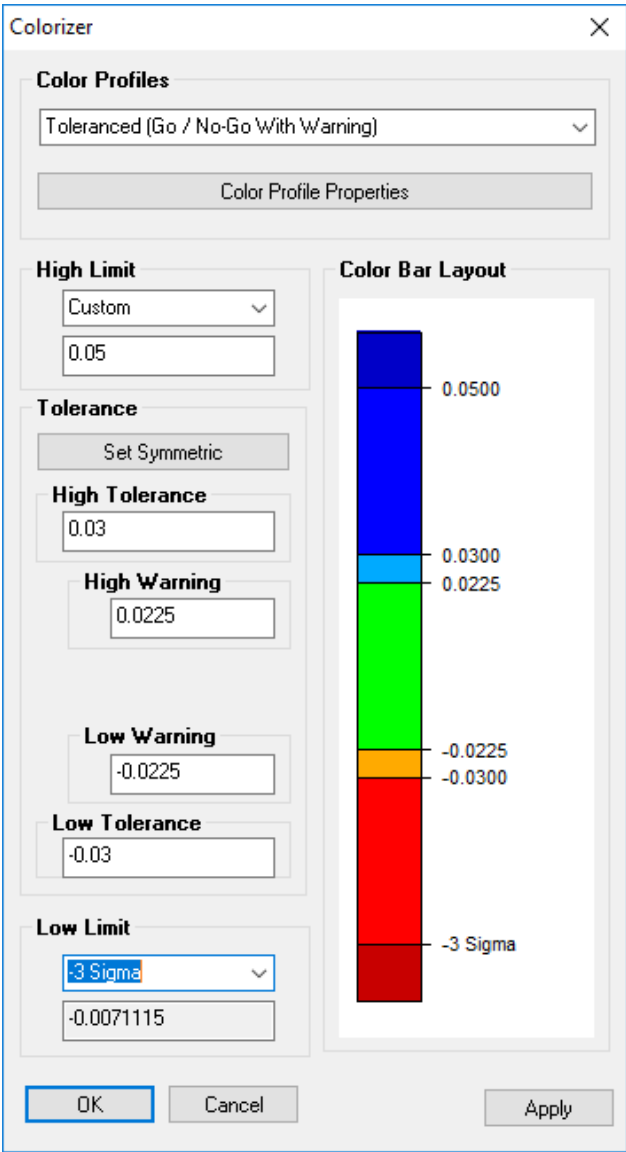 Colorizer
Color Profiles
Toleranced (Go / No-Go With Warning)
Color Profile Properties
High Limit
Custom
0.05
Tolerance
Set Symmetric
High Tolerance
0.03
High Warning
0.0225
Low Warning
-0.0225
Low Tolerance
-0.03
Low Limit
-3 Sigma
-0.0071115
Color Bar Layout
0.0500
0.0300
0.0225
-0.0225
-0.0300
-3 Sigma
OK
Cancel
Apply